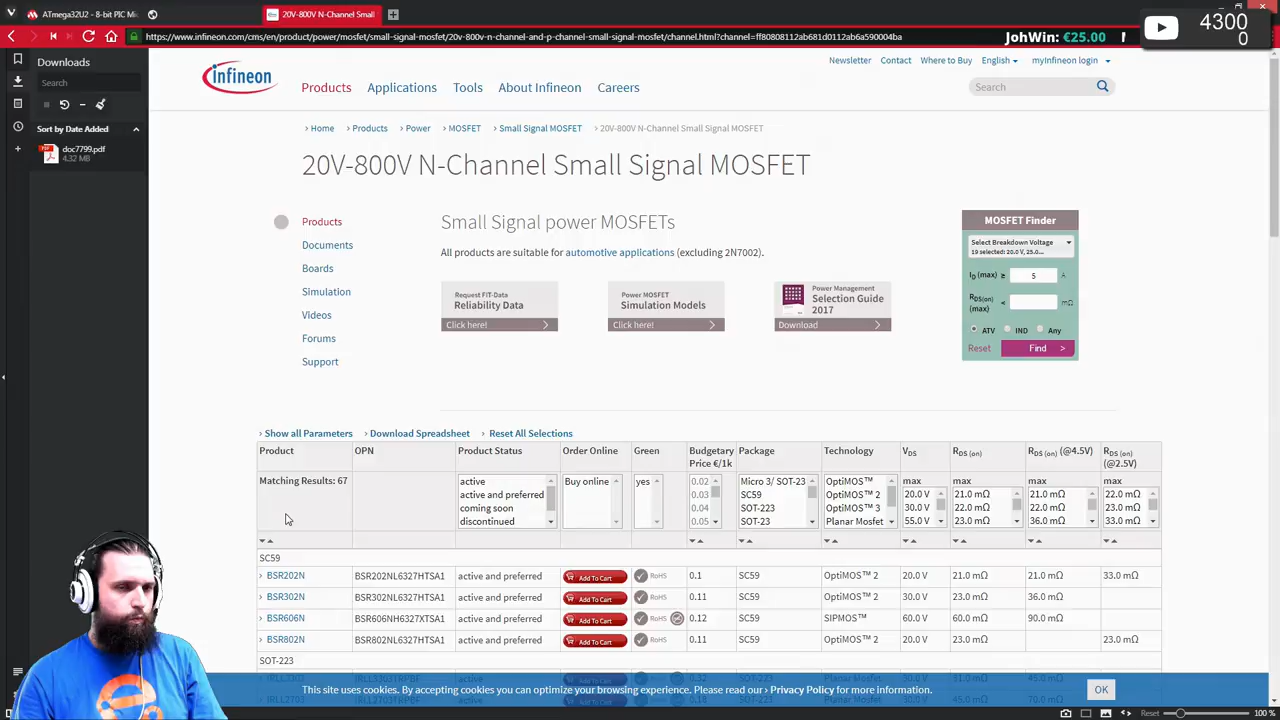 ATmega32U2 - 8-bit PIC Mic
20V-800V N-Channel Small
https://www.infineon.com/cms/en/product/power/mosfet/small-signal-mosfet/20v-800v-n-channel-and-p-channel-small-signal-mosfet/channel.html?channel=ff80808112ab681d0112ab6a590004ba
JohWin: €25.00
4300
0
Downloads
Search
Sort by Date Added
doc7799.pdf
4.32 MB
Newsletter Contact Where to Buy English myInfineon login
infineon
Products Applications Tools About Infineon Careers
Search
Home Products Power MOSFET Small Signal MOSFET 20V-800V N-Channel Small Signal MOSFET
20V-800V N-Channel Small Signal MOSFET
Products
Documents
Boards
Simulation
Videos
Forums
Support
Small Signal power MOSFETs
All products are suitable for automotive applications (excluding 2N7002).
Request FIT-Data
Reliability Data
Click here!
Power MOSFET
Simulation Models
Click here!
Power Management
Selection Guide
2017
Download
MOSFET Finder
Select Breakdown Voltage
19 selected: 20.0 V, 25.0...
ID (max) ≥ 5 A
RDS(on) (max) < mΩ
ATV IND Any
Reset Find >
› Show all Parameters › Download Spreadsheet › Reset All Selections
Product OPN Product Status Order Online Green Budgetary Price €/1k Package Technology VDS RDS (on) RDS (on) (@4.5V) RDS (on) (@2.5V)
Matching Results: 67
active
active and preferred
coming soon
discontinued
Buy online
yes
0.02
0.03
0.04
0.05
Micro 3/ SOT-23
SC59
SOT-223
SOT-23
OptiMOS™
OptiMOS™ 2
OptiMOS™ 3
Planar Mosfet
max
20.0 V
30.0 V
55.0 V
max
21.0 mΩ
22.0 mΩ
23.0 mΩ
max
21.0 mΩ
22.0 mΩ
36.0 mΩ
max
22.0 mΩ
23.0 mΩ
33.0 mΩ
SC59
BSR202N BSR202NL6327HTSA1 active and preferred Add To Cart RoHS 0.1 SC59 OptiMOS™ 2 20.0 V 21.0 mΩ 21.0 mΩ 33.0 mΩ
BSR302N BSR302NL6327HTSA1 active and preferred Add To Cart RoHS 0.11 SC59 OptiMOS™ 2 30.0 V 23.0 mΩ 36.0 mΩ
BSR606N BSR606NH6327XTSA1 active and preferred Add To Cart RoHS 0.12 SC59 SIPMOS™ 60.0 V 60.0 mΩ 90.0 mΩ
BSR802N BSR802NL6327HTSA1 active and preferred Add To Cart RoHS 0.11 SC59 OptiMOS™ 2 20.0 V 23.0 mΩ 23.0 mΩ
SOT-223
This site uses cookies. By accepting cookies you can optimize your browsing experience. Please read our › Privacy Policy for more information.
OK
Reset 100 %